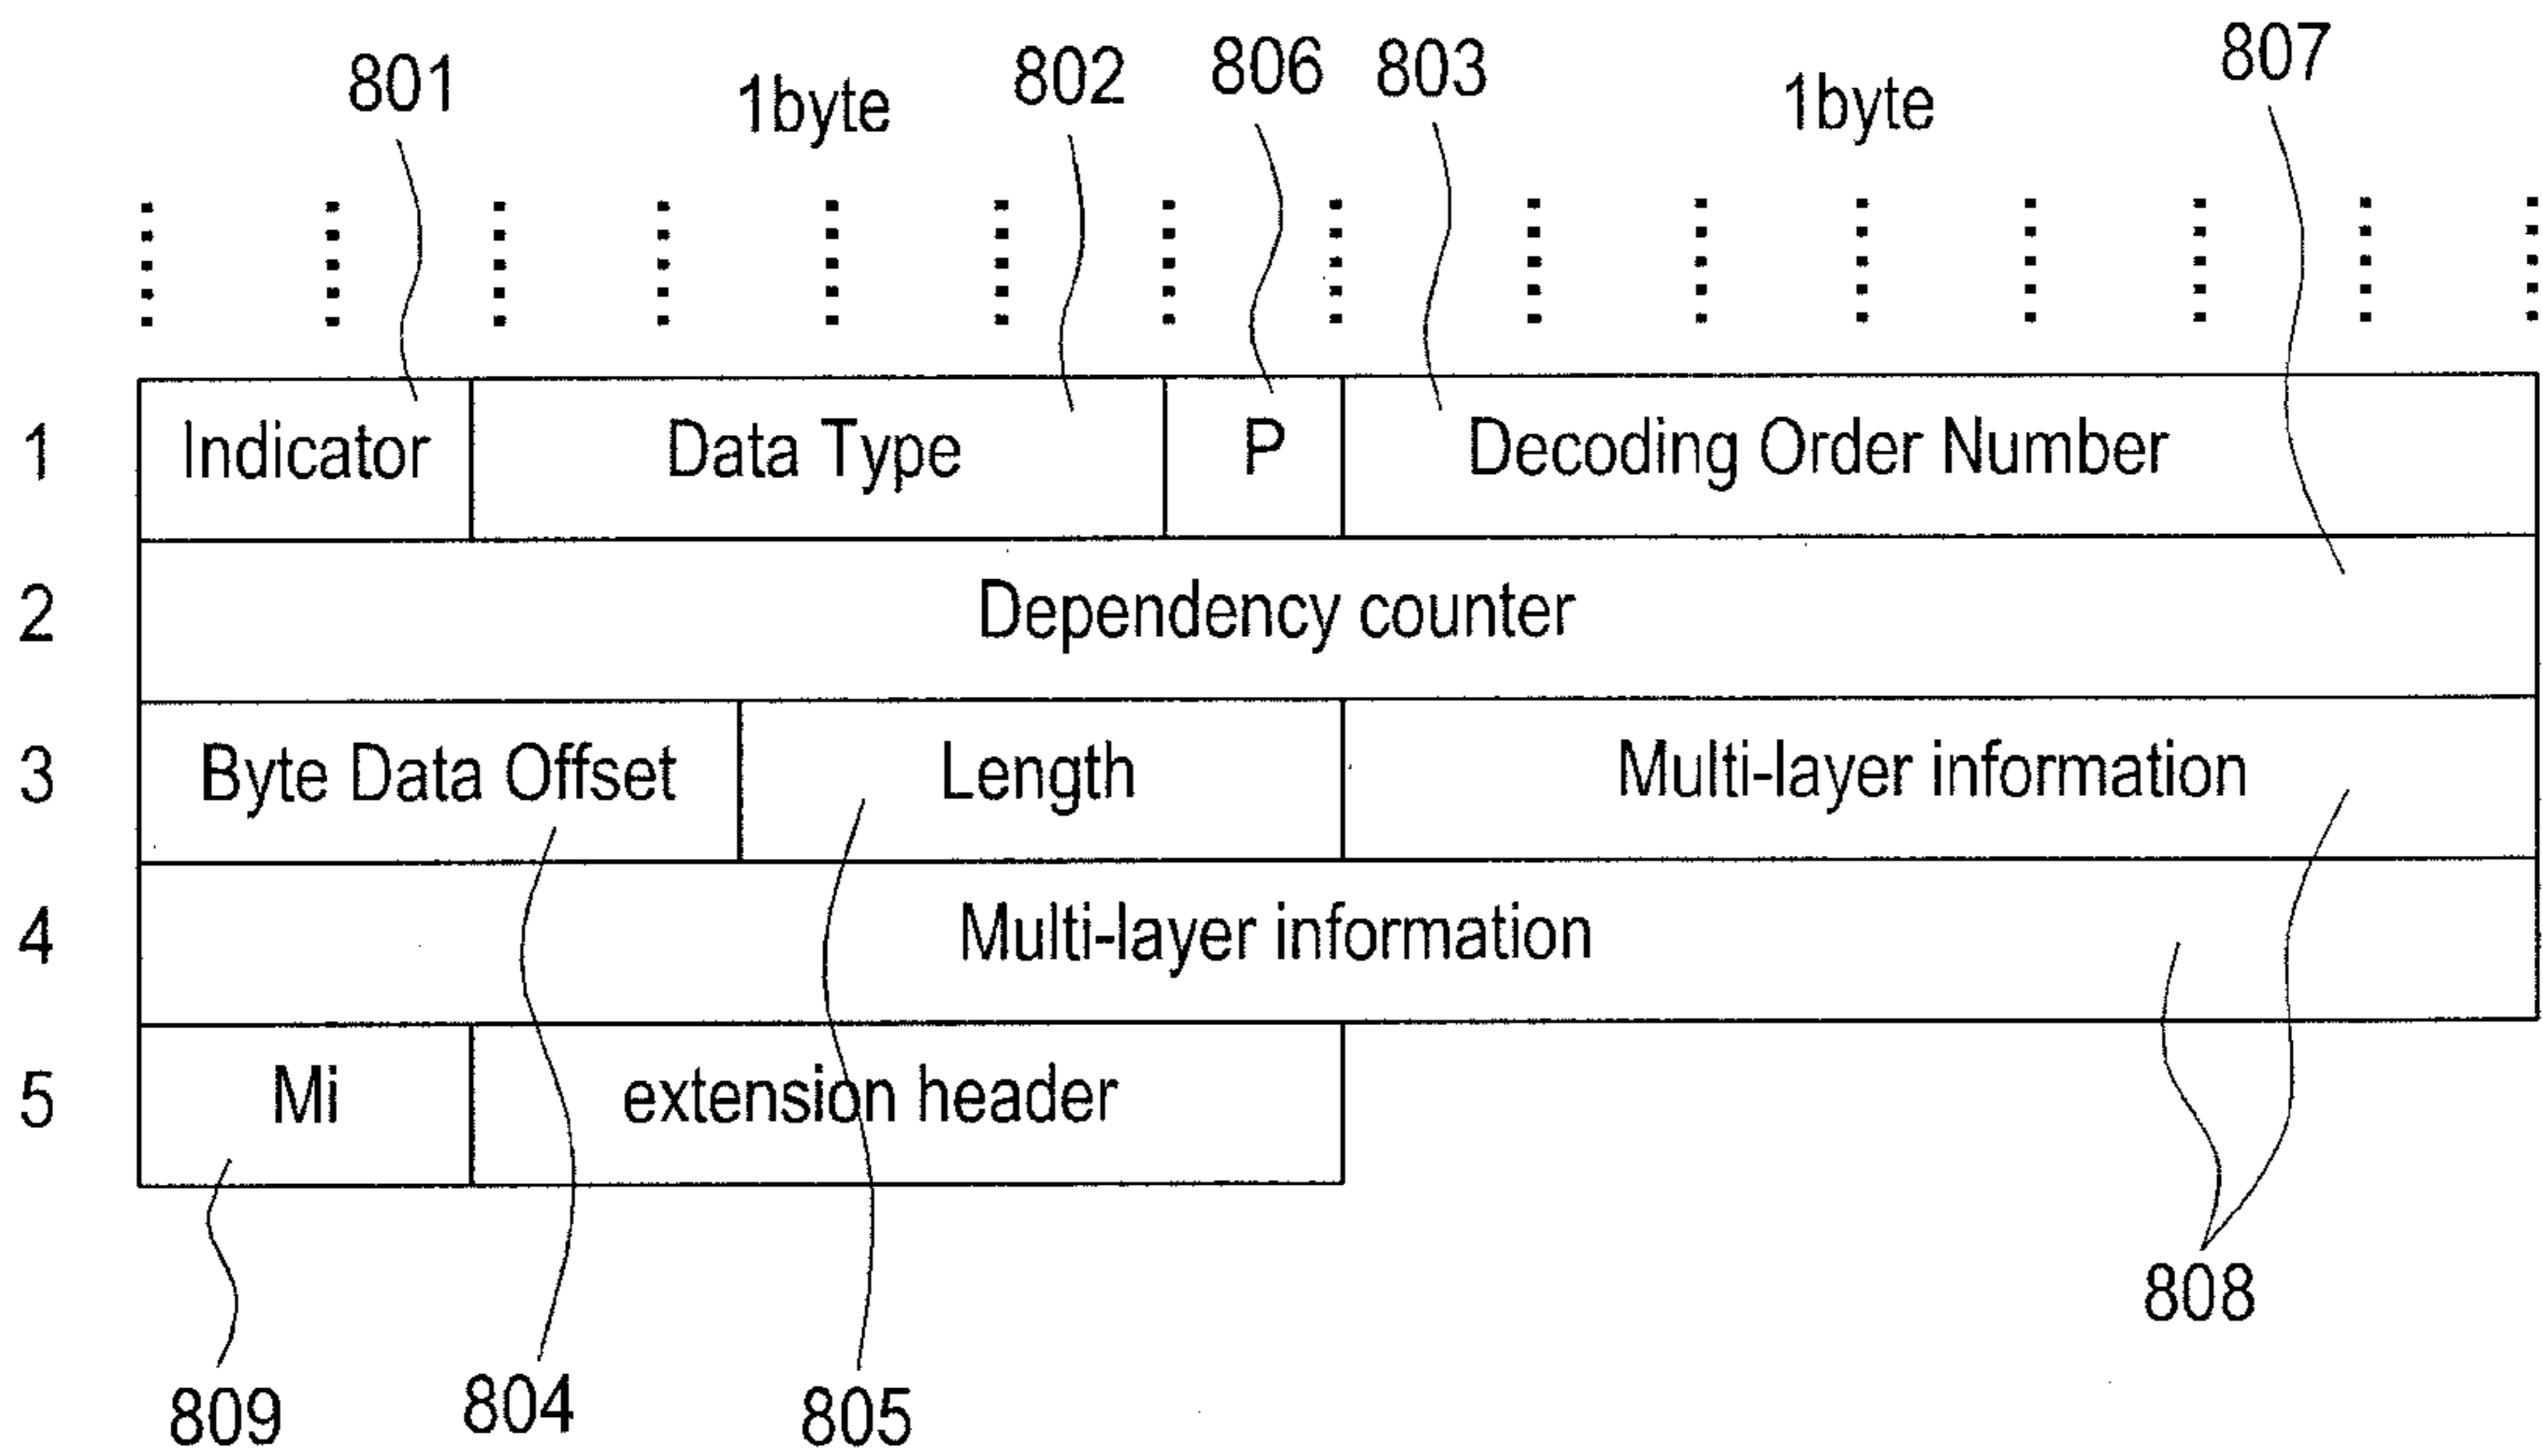 801 1byte 802 806 803 1byte 807
1 Indicator Data Type P Decoding Order Number
2 Dependency counter
3 Byte Data Offset Length Multi-layer information
4 Multi-layer information
5 Mi extension header
808
809 804 805